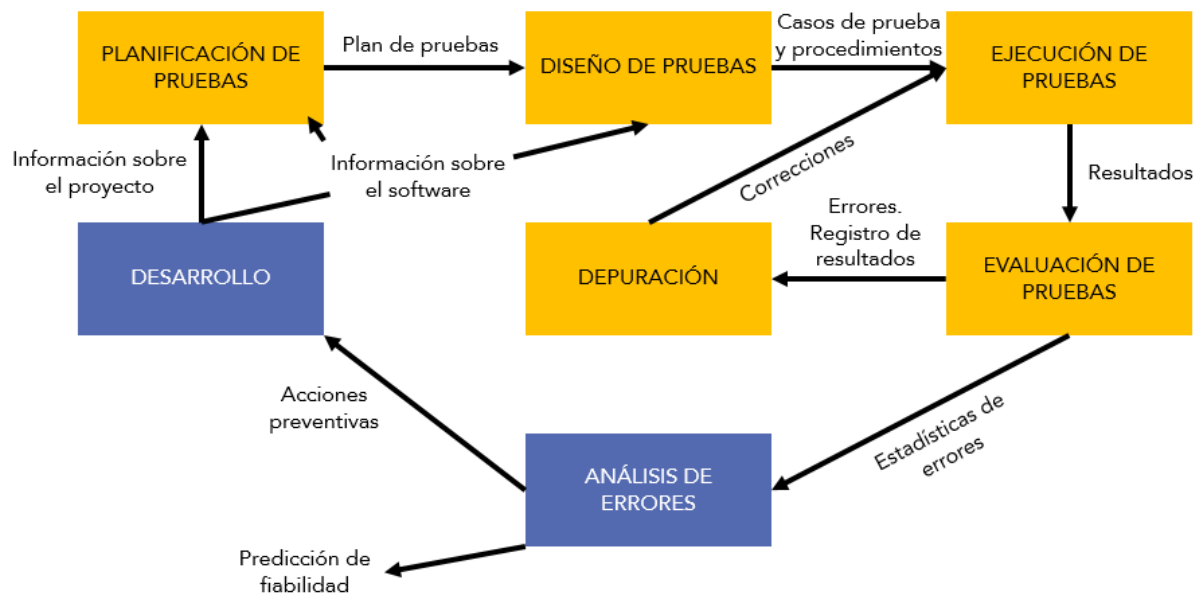 PLANIFICACIÓN DE
PRUEBAS
Plan de pruebas
DISEÑO DE PRUEBAS
Casos de prueba
y procedimientos
EJECUCIÓN DE
PRUEBAS
Información sobre
el proyecto
Información sobre
el software
Correcciones
Resultados
DESARROLLO
DEPURACIÓN
Errores.
Registro de
resultados
EVALUACIÓN DE
PRUEBAS
Acciones
preventivas
ANÁLISIS DE
ERRORES
Estadísticas de
errores
Predicción de
fiabilidad